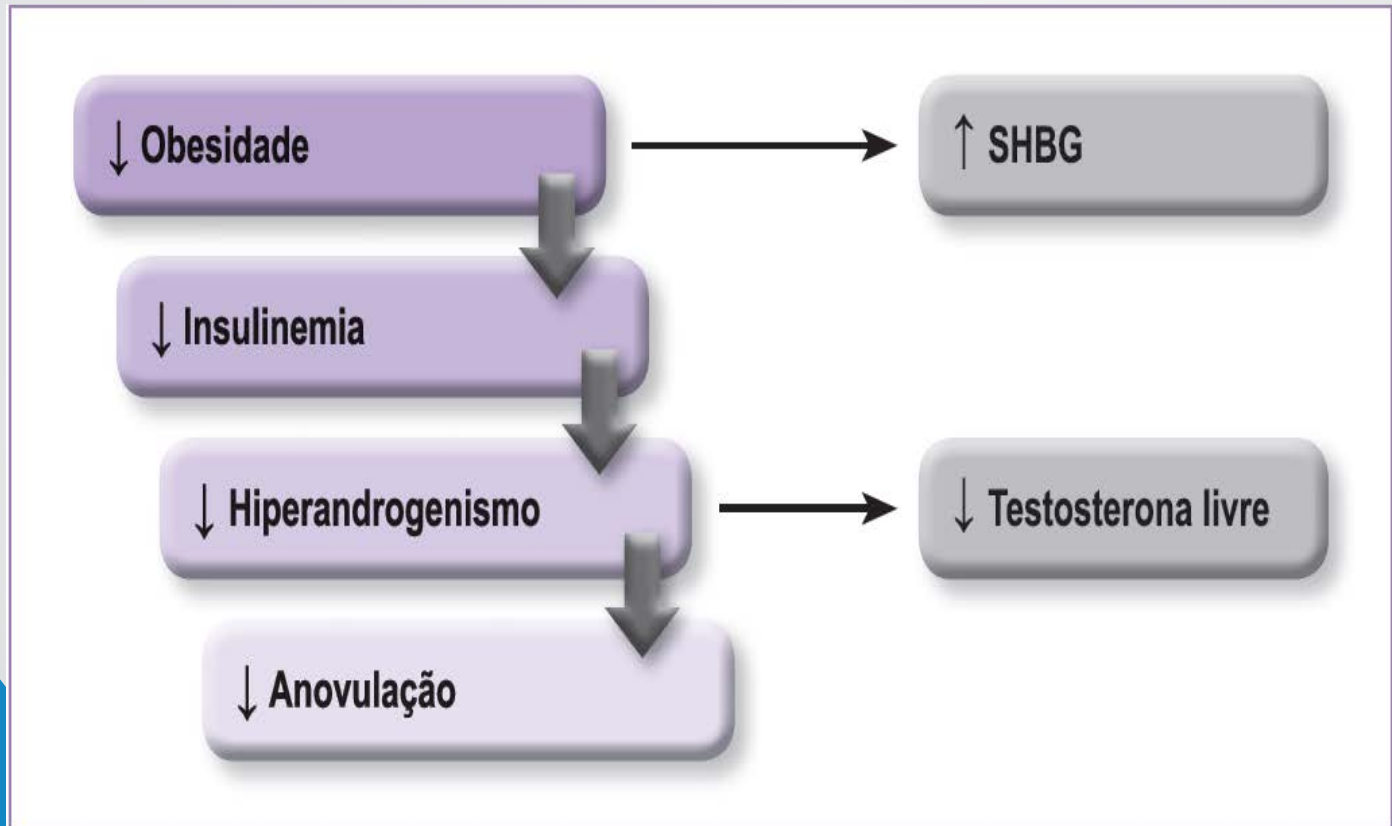 ↓ Obesidade
↑ SHBG
↓ Insulinemia
↓ Hiperandrogenismo
↓ Testosterona livre
↓ Anovulação